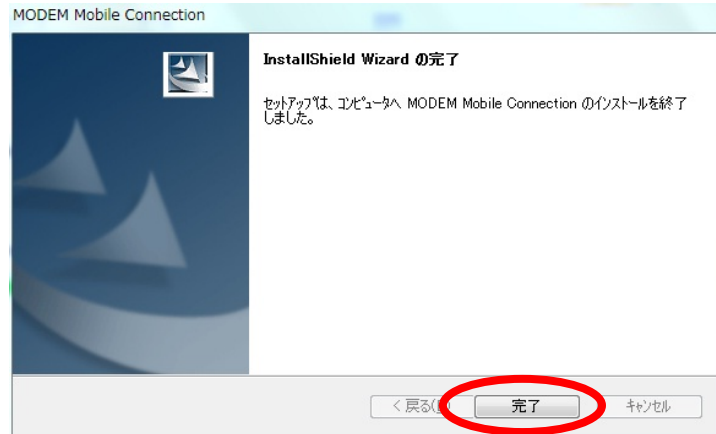 MODEM Mobile Connection
InstallShield Wizard の完了
セットアップは、コンピュータへ MODEM Mobile Connection のインストールを終了
しました。
< 戻る( 完了 キャンセル